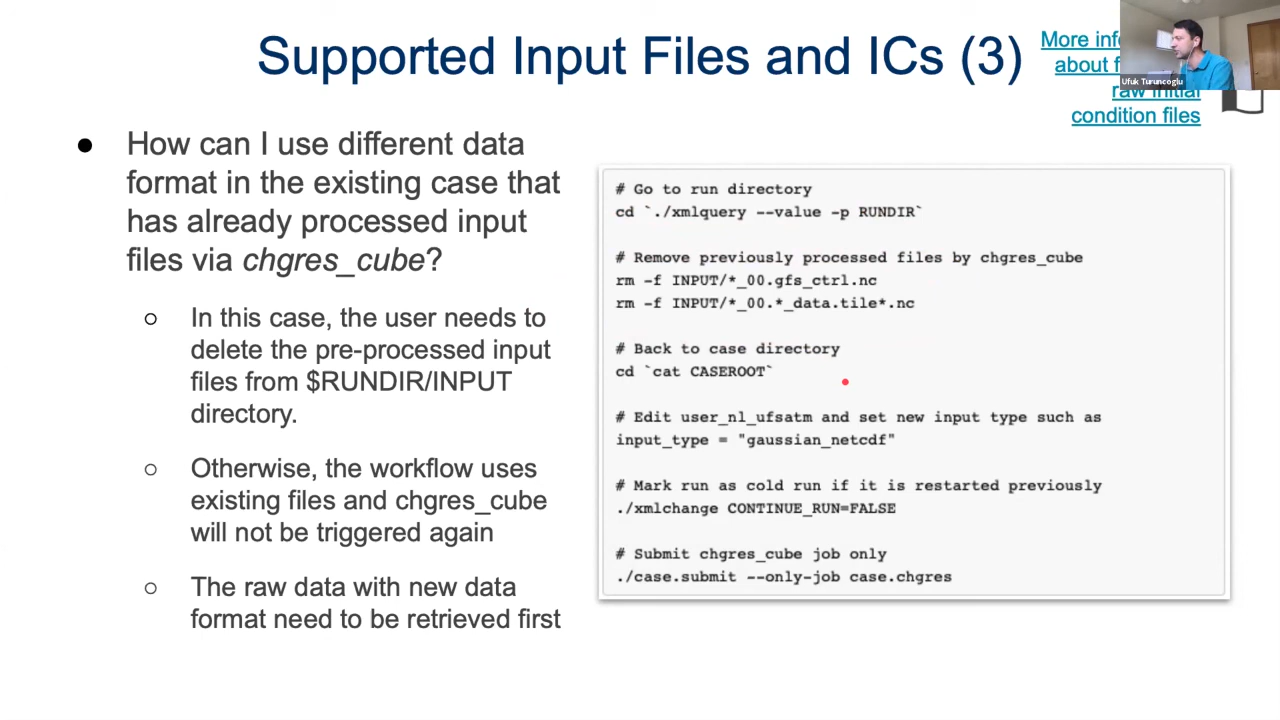 Supported Input Files and ICs (3)
More info
about
raw initial
condition files
Ufuk Turuncoglu
● How can I use different data
format in the existing case that
has already processed input
files via chgres_cube?
○ In this case, the user needs to
delete the pre-processed input
files from $RUNDIR/INPUT
directory.
○ Otherwise, the workflow uses
existing files and chgres_cube
will not be triggered again
○ The raw data with new data
format need to be retrieved first
# Go to run directory
cd `./xmlquery --value -p RUNDIR`
# Remove previously processed files by chgres_cube
rm -f INPUT/*_00.gfs_ctrl.nc
rm -f INPUT/*_00.*_data.tile*.nc
# Back to case directory
cd `cat CASEROOT`
# Edit user_nl_ufsatm and set new input type such as
input_type = "gaussian_netcdf"
# Mark run as cold run if it is restarted previously
./xmlchange CONTINUE_RUN=FALSE
# Submit chgres_cube job only
./case.submit --only-job case.chgres